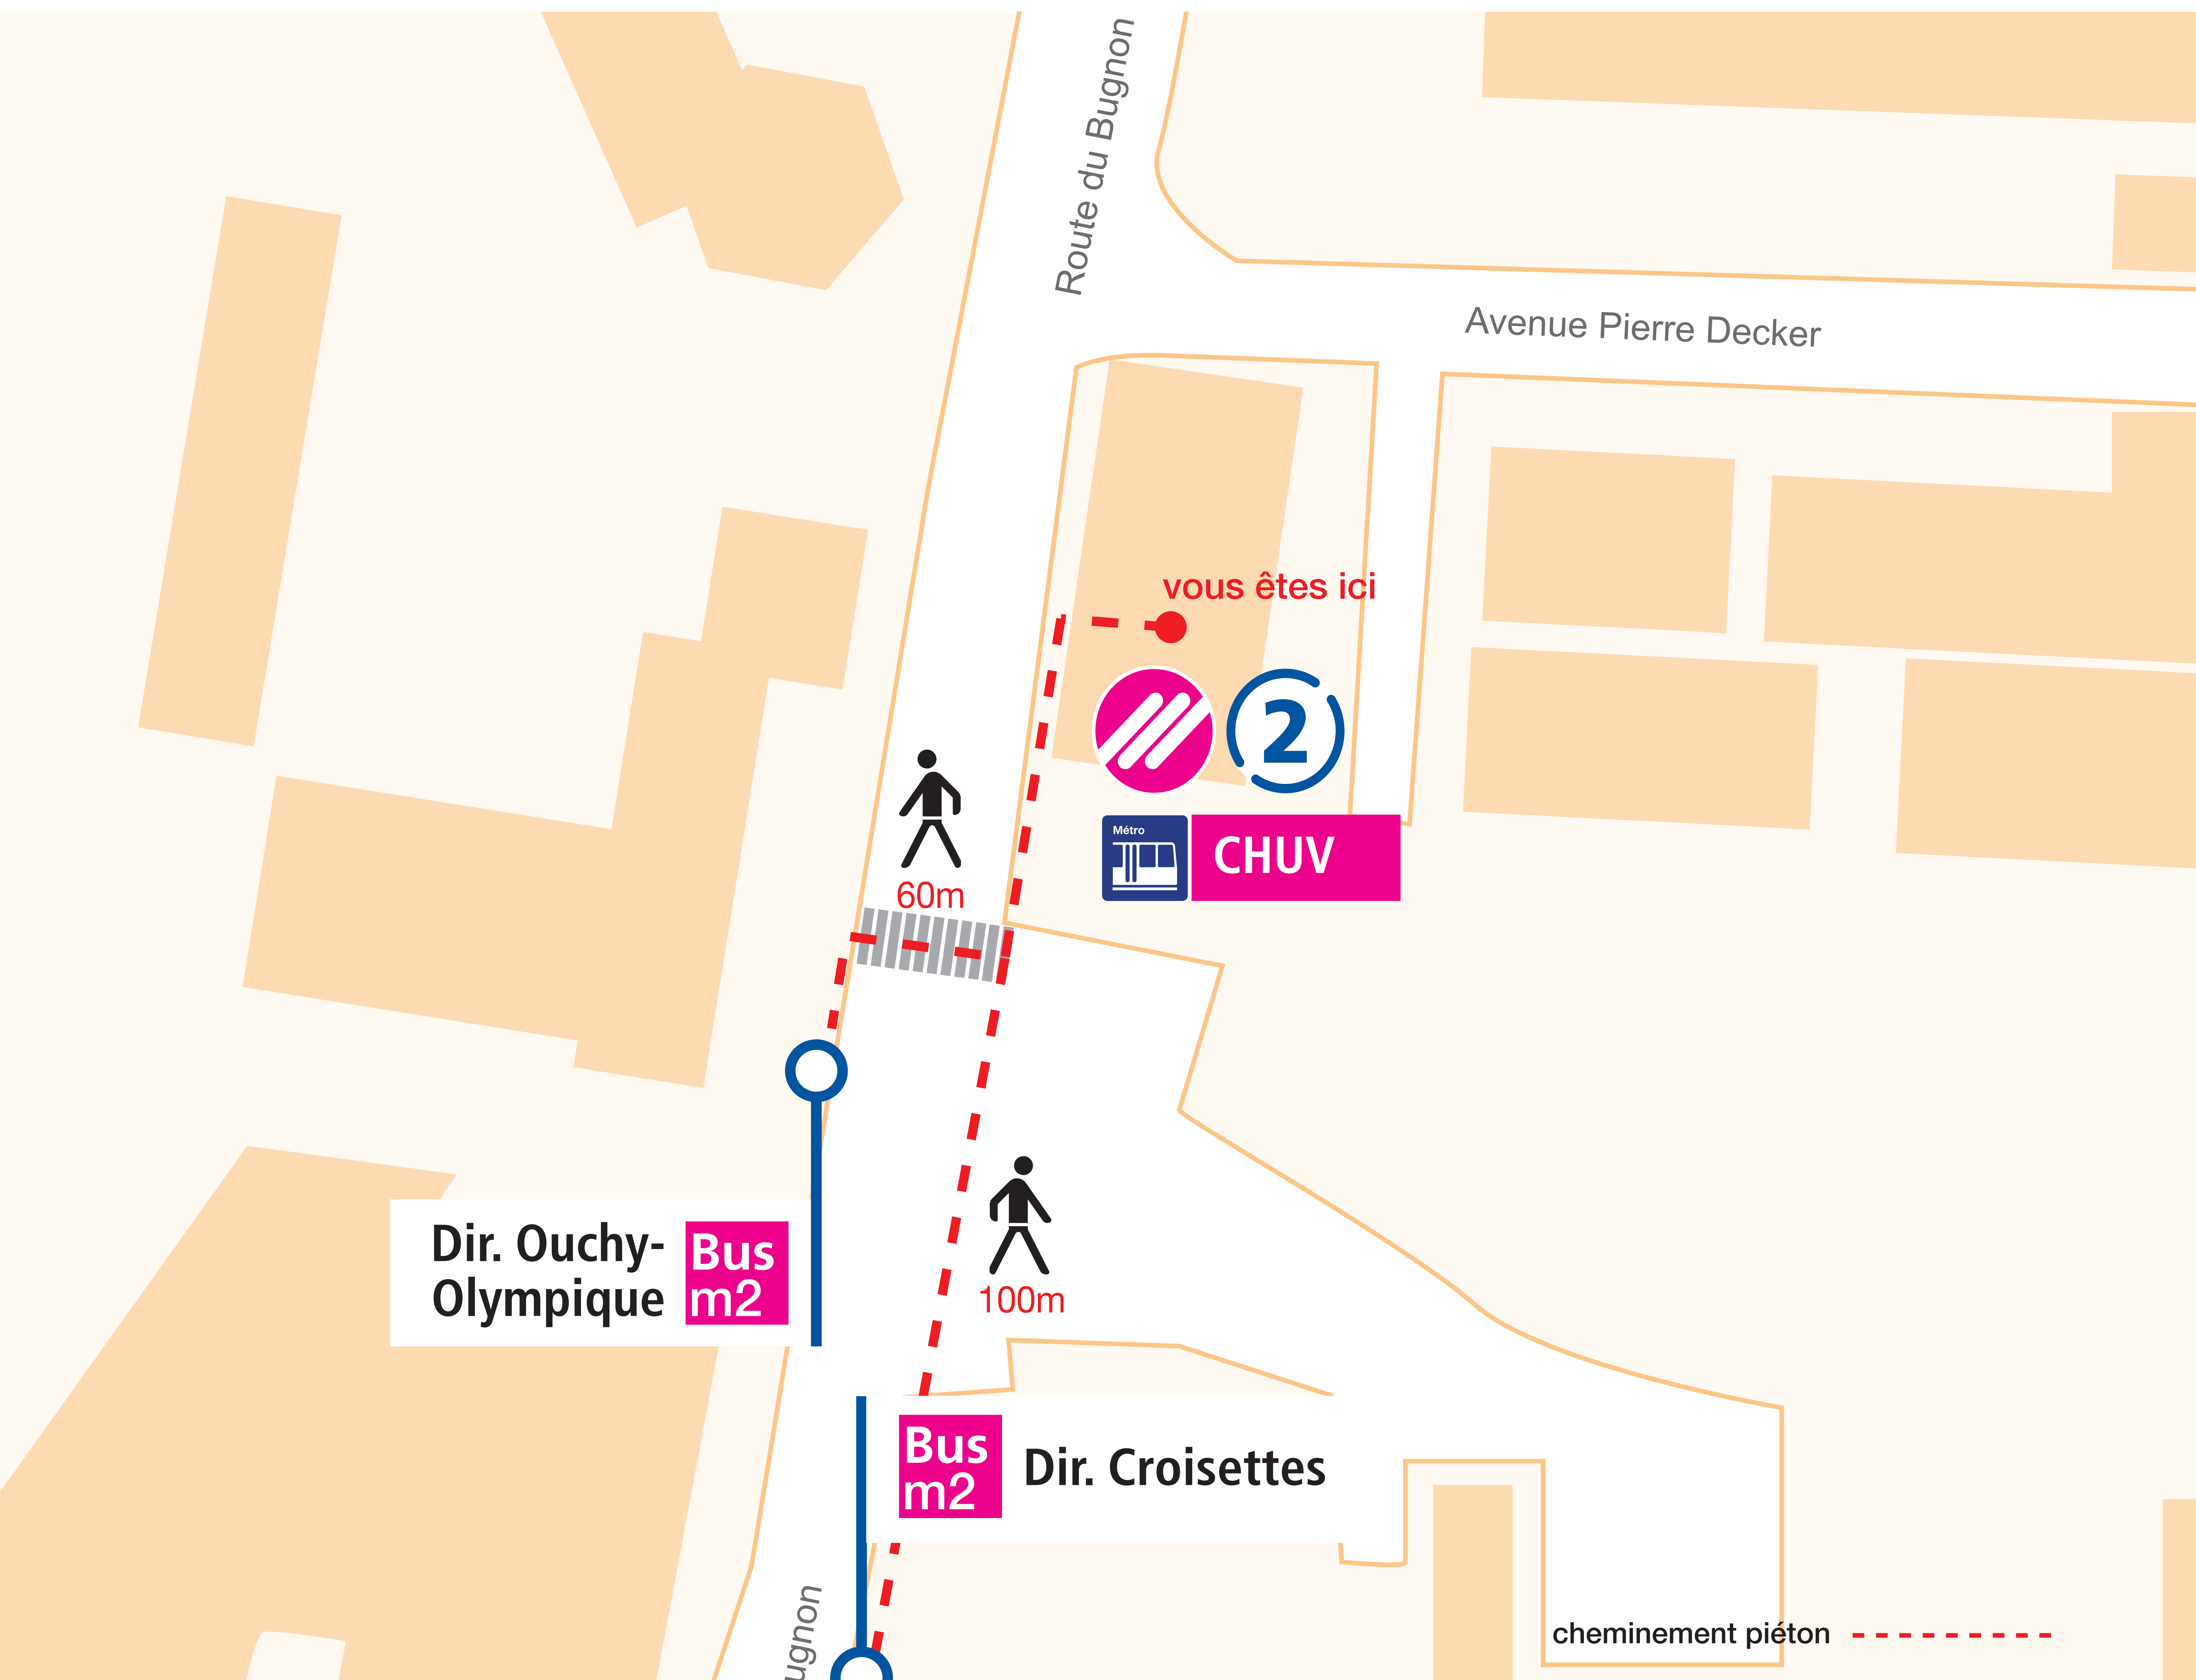 Route du Bugnon
Avenue Pierre Decker
vous êtes ici
2
Métro
CHUV
60m
100m
Dir. Ouchy-
Olympique
Bus
m2
Bus
m2
Dir. Croisettes
ugnon
cheminement piéton